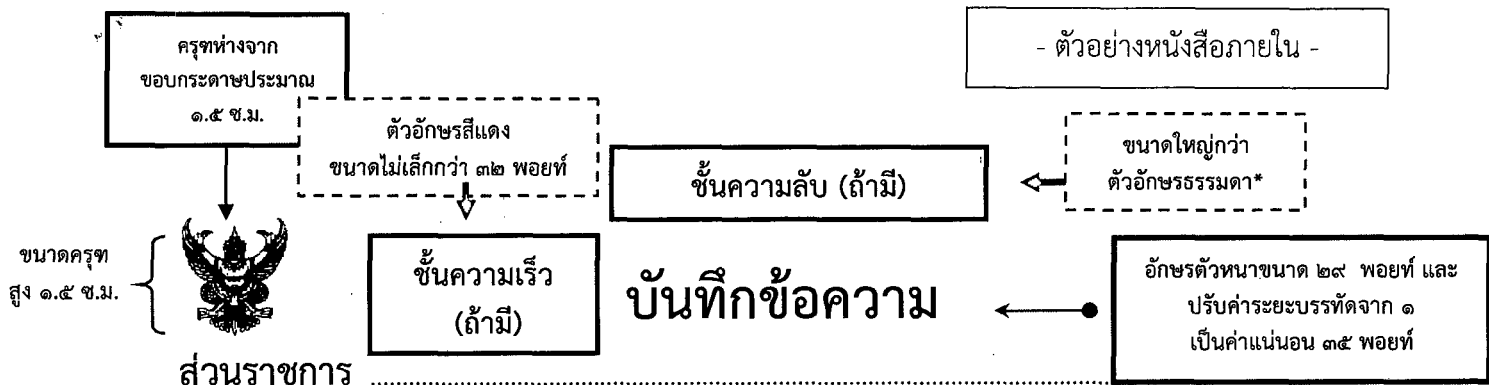 ครุฑห่างจาก
ขอบกระดาษประมาณ
๑.๕ ซ.ม.
- ตัวอย่างหนังสือภายใน -
ตัวอักษรสีแดง
ขนาดไม่เล็กกว่า ๓๒ พอยท์
ชั้นความลับ (ถ้ามี)
ขนาดใหญ่กว่า
ตัวอักษรธรรมดา*
ขนาดครุฑ
สูง ๑.๕ ซ.ม.
ชั้นความเร็ว
(ถ้ามี)
บันทึกข้อความ
อักษรตัวหนาขนาด ๒๙ พอยท์ และ
ปรับค่าระยะบรรทัดจาก ๑
เป็นค่าแน่นอน ๓๕ พอยท์
ส่วนราชการ